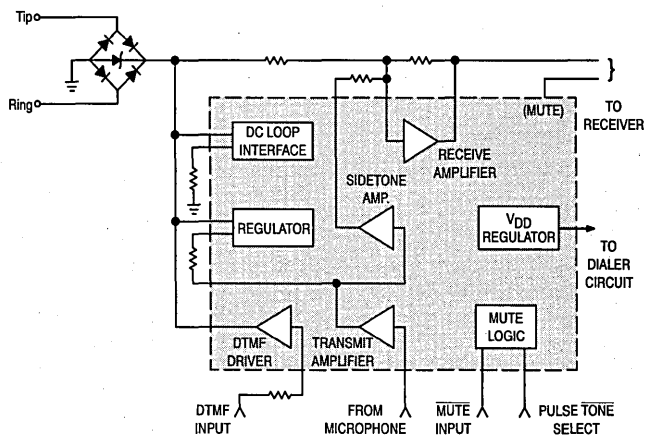 Tip
Ring
(MUTE)
TO
RECEIVER
}
DC LOOP
INTERFACE
RECEIVE
AMPLIFIER
SIDETONE
AMP.
REGULATOR
VDD
REGULATOR
TO
DIALER
CIRCUIT
MUTE
LOGIC
DTMF
DRIVER
TRANSMIT
AMPLIFIER
DTMF
INPUT
FROM
MICROPHONE
MUTE
INPUT
PULSE TONE
SELECT